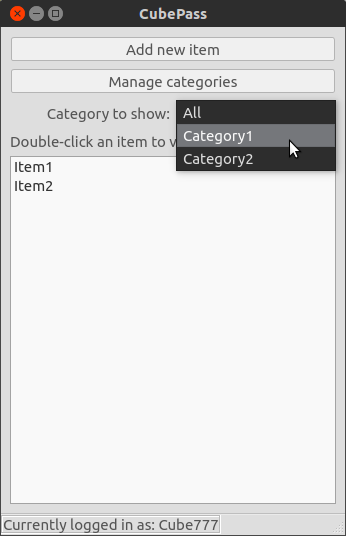 CubePass
Add new item
Manage categories
Category to show:
All
Category1
Category2
Double-click an item to v
Item1
Item2
Currently logged in as: Cube777